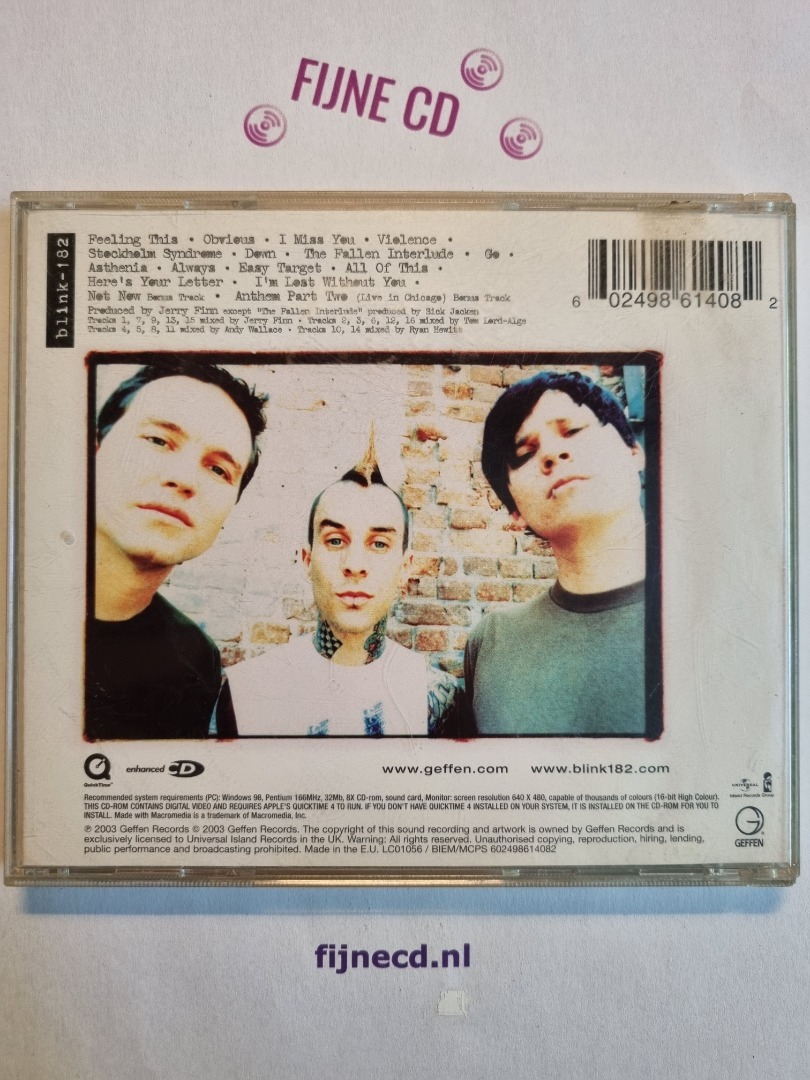 FIJNE CD
blink-182
Feeling This • Obvious • I Miss You • Violence •
Stockholm Syndrome • Down • The Fallen Interlude • Go •
Asthenia • Always • Easy Target • All Of This •
Here's Your Letter • I'm Lost Without You •
Not Now Bonus Track • Anthem Part Two (Live in Chicago) Bonus Track
Produced by Jerry Finn except "The Fallen Interlude" produced by Sick Jacken
Tracks 1, 7, 9, 13, 15 mixed by Jerry Finn • Tracks 2, 3, 6, 12, 16 mixed by Tom Lord-Alge
Tracks 4, 5, 8, 11 mixed by Andy Wallace • Tracks 10, 14 mixed by Ryan Hewitt
6 02498 61408 2
QuickTime
enhanced CD
www.geffen.com www.blink182.com
UNIVERSAL
Island Records Group
Recommended system requirements (PC): Windows 98, Pentium 166MHz, 32Mb, 8X CD-rom, sound card, Monitor: screen resolution 640 X 480, capable of thousands of colours (16-bit High Colour).
THIS CD-ROM CONTAINS DIGITAL VIDEO AND REQUIRES APPLE'S QUICKTIME 4 TO RUN. IF YOU DON'T HAVE QUICKTIME 4 INSTALLED ON YOUR SYSTEM, IT IS INSTALLED ON THE CD-ROM FOR YOU TO
INSTALL. Made with Macromedia is a trademark of Macromedia, Inc.
℗ 2003 Geffen Records © 2003 Geffen Records. The copyright of this sound recording and artwork is owned by Geffen Records and is
exclusively licensed to Universal Island Records in the UK. Warning: All rights reserved. Unauthorised copying, reproduction, hiring, lending,
public performance and broadcasting prohibited. Made in the E.U. LC01056 / BIEM/MCPS 602498614082
GEFFEN
fijnecd.nl